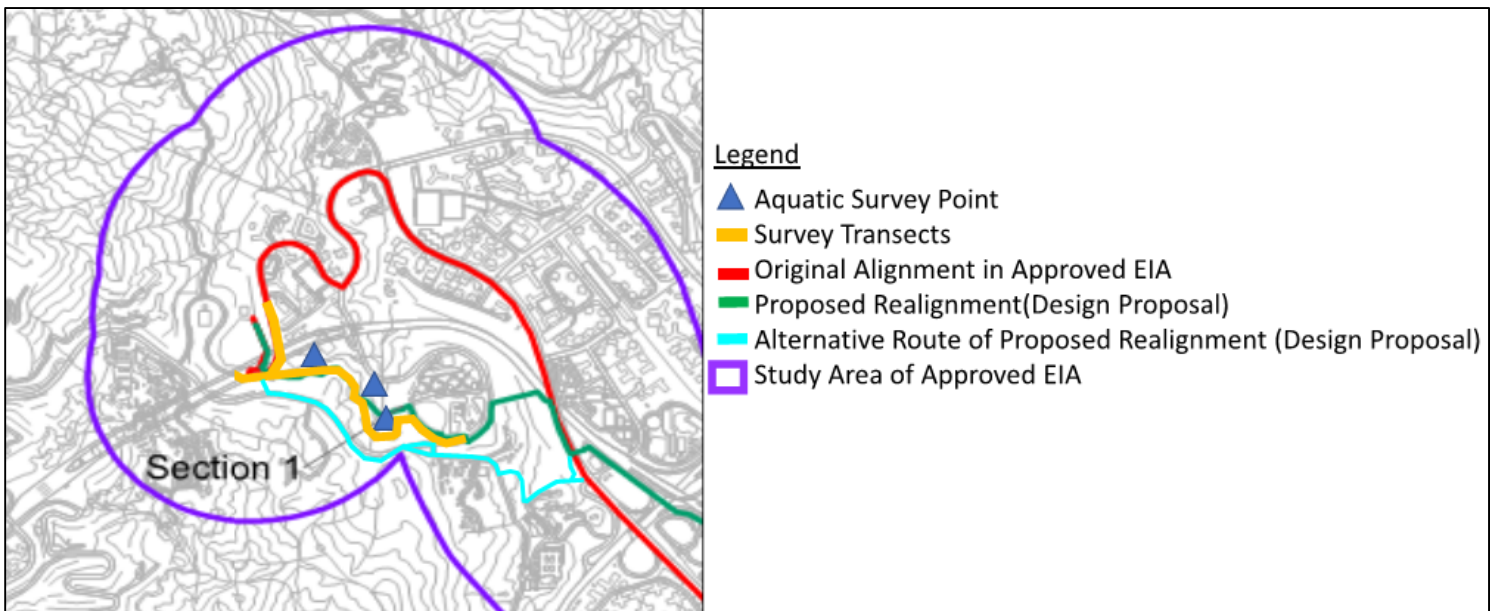 Section 1
Legend
Aquatic Survey Point
Survey Transects
Original Alignment in Approved EIA
Proposed Realignment(Design Proposal)
Alternative Route of Proposed Realignment (Design Proposal)
Study Area of Approved EIA